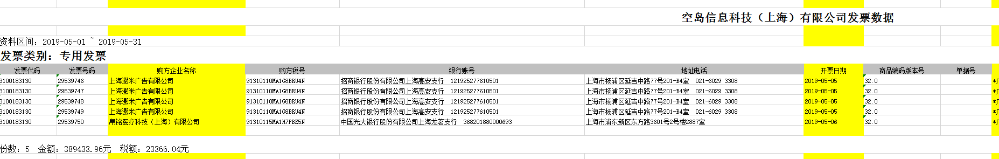 空岛信息科技（上海）有限公司发票数据
资料区间：2019-05-01 ~ 2019-05-31
发票类别：专用发票
发票代码 发票号码 购方企业名称 购方税号 银行账号 地址电话 开票日期 商品编码版本号 单据号
3100183130 29539746 上海灏米广告有限公司 91310110MA1G8BRU4N 招商银行股份有限公司上海高安支行 121925277610501 上海市杨浦区延吉中路77号201-B4室 021-6029 3308 2019-05-05 32.0
3100183130 29539747 上海灏米广告有限公司 91310110MA1G8BRU4N 招商银行股份有限公司上海高安支行 121925277610501 上海市杨浦区延吉中路77号201-B4室 021-6029 3308 2019-05-05 32.0
3100183130 29539748 上海灏米广告有限公司 91310110MA1G8BRU4N 招商银行股份有限公司上海高安支行 121925277610501 上海市杨浦区延吉中路77号201-B4室 021-6029 3308 2019-05-05 32.0
3100183130 29539749 上海灏米广告有限公司 91310110MA1G8BRU4N 招商银行股份有限公司上海高安支行 121925277610501 上海市杨浦区延吉中路77号201-B4室 021-6029 3308 2019-05-05 32.0
3100183130 29539750 帛铭医疗科技（上海）有限公司 91310115MA1H7PBE5N 中国光大银行股份有限公司上海龙茗支行 368201880000693 上海市浦东新区东方路3601号2号楼2887室 2019-05-06 32.0
份数：5 金额：389433.96元 税额：23366.04元